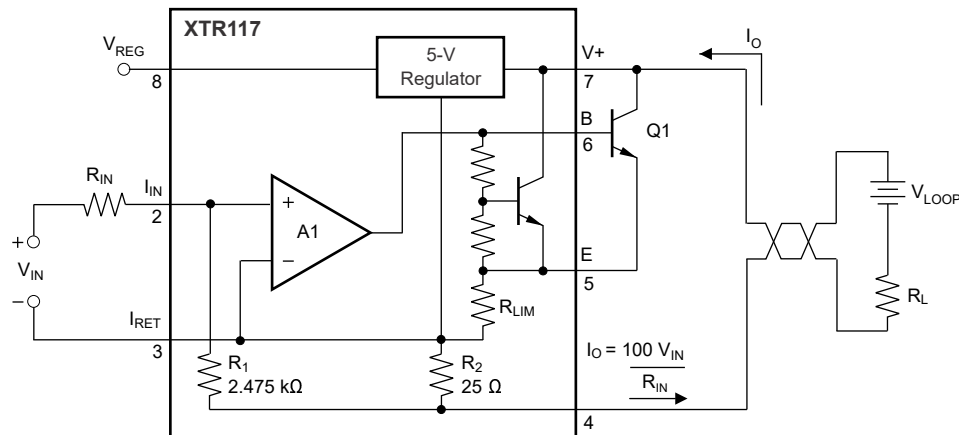 XTR117
V_REG
8
5-V
Regulator
V+
7
I_O
B
6
Q1
R_IN
I_IN
2
+
A1
−
+
V_IN
−
V_LOOP
E
5
R_LIM
R_L
I_RET
3
R_1
2.475 kΩ
R_2
25 Ω
I_O = 100 V_IN
R_IN
4